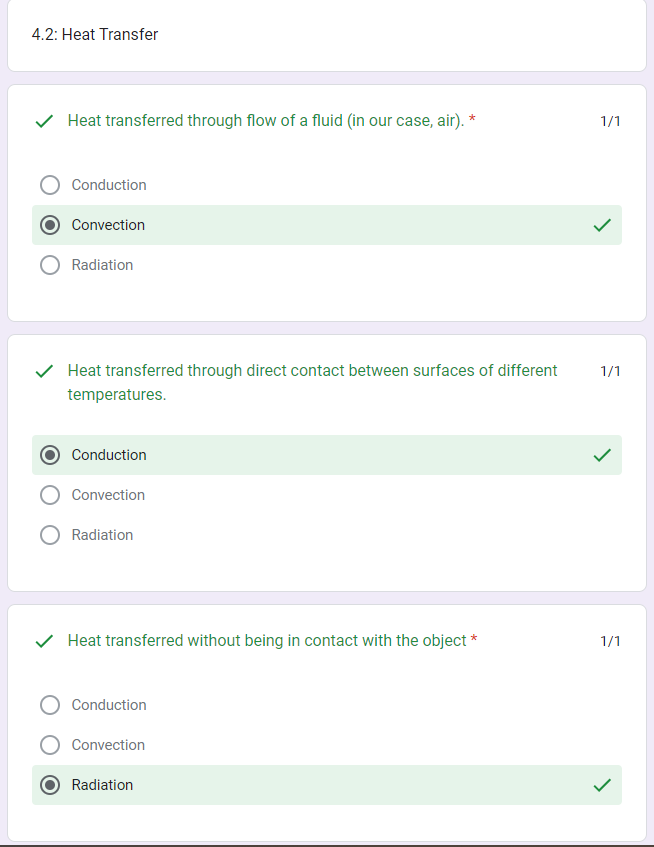 4.2: Heat Transfer
Heat transferred through flow of a fluid (in our case, air). *
1/1
Conduction
Convection
Radiation
Heat transferred through direct contact between surfaces of different
temperatures.
1/1
Conduction
Convection
Radiation
Heat transferred without being in contact with the object *
1/1
Conduction
Convection
Radiation